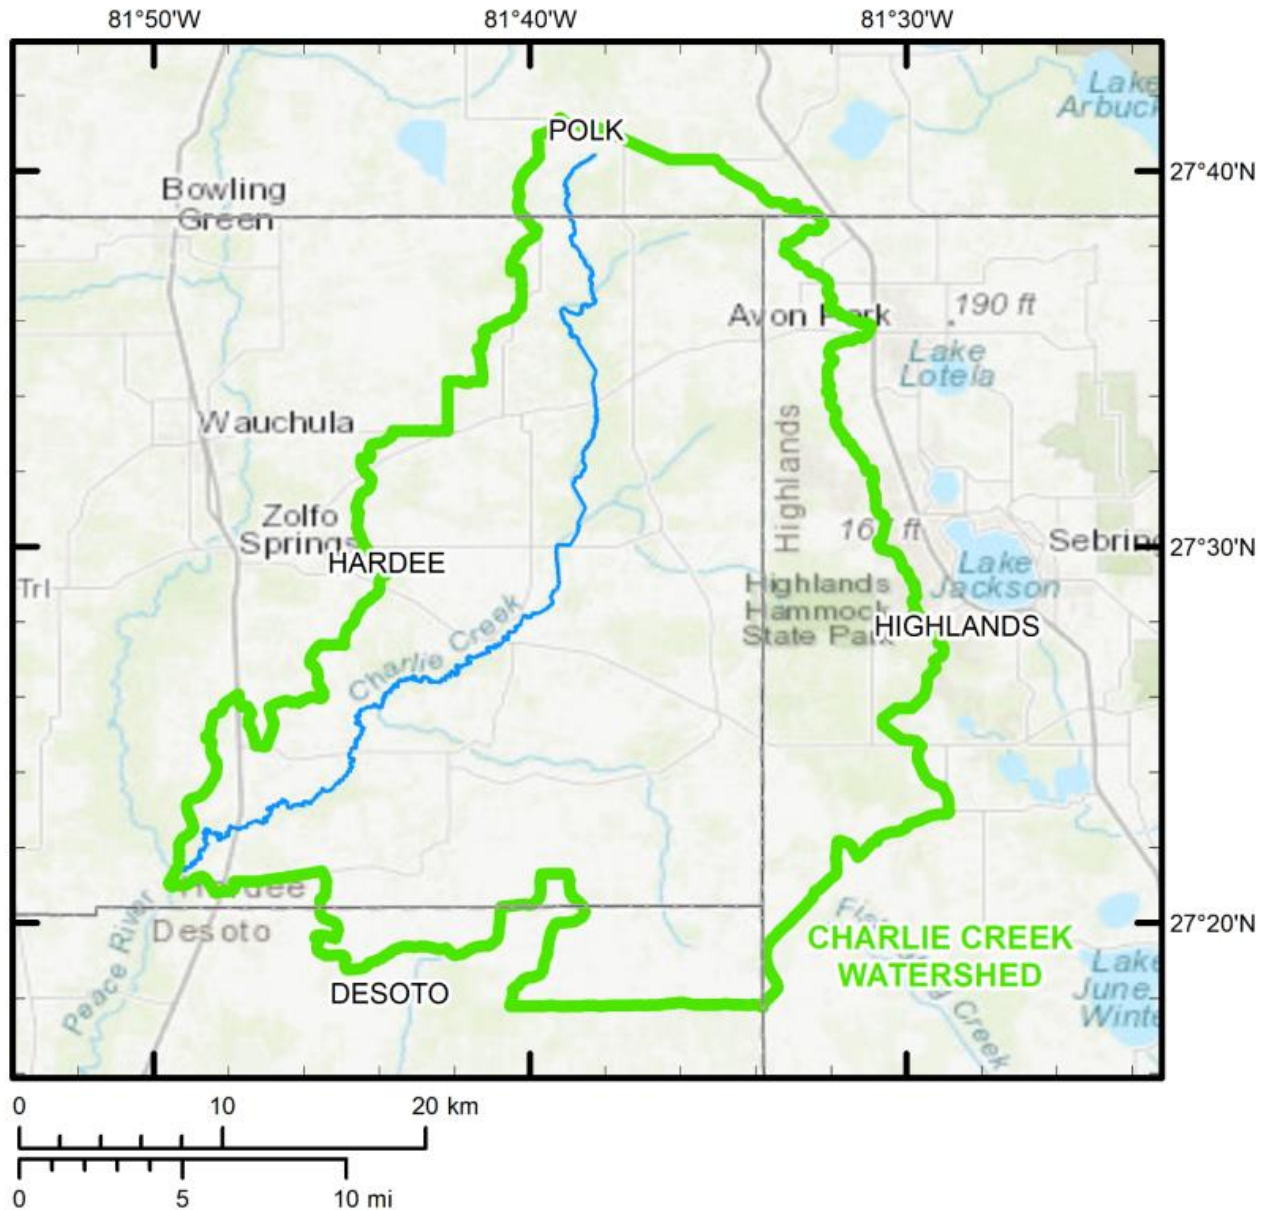 81°50'W
81°40'W
81°30'W
Lake
Arbuck
POLK
27°40'N
Bowling
Green
Avon Park
190 ft
Lake
Lotela
Wauchula
Highlands
Zolfo
Springs
HARDEE
ft
Sebring
27°30'N
Trl
Lake
Jackson
Highlands
Hammock
State Park
HIGHLANDS
Charlie Creek
Hardee
Desoto
27°20'N
Peace River
DESOTO
CHARLIE CREEK
WATERSHED
Creek
Lake
June
Winte
0 10 20 km
0 5 10 mi